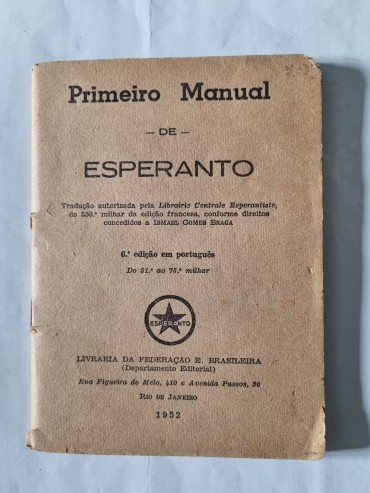 Primeiro Manual
— DE —
ESPERANTO
Tradução autorizada pela Librairie Centrale Espérantiste,
do 550.º milhar da edição francesa, conforme direitos
concedidos a ISMAEL GOMES BRAGA
6.ª edição em português
Do 51.º ao 75.º milhar
ESPERANTO
LIVRARIA DA FEDERAÇÃO E. BRASILEIRA
(Departamento Editorial)
Rua Figueira de Melo, 410 e Avenida Passos, 30
RIO DE JANEIRO
1952